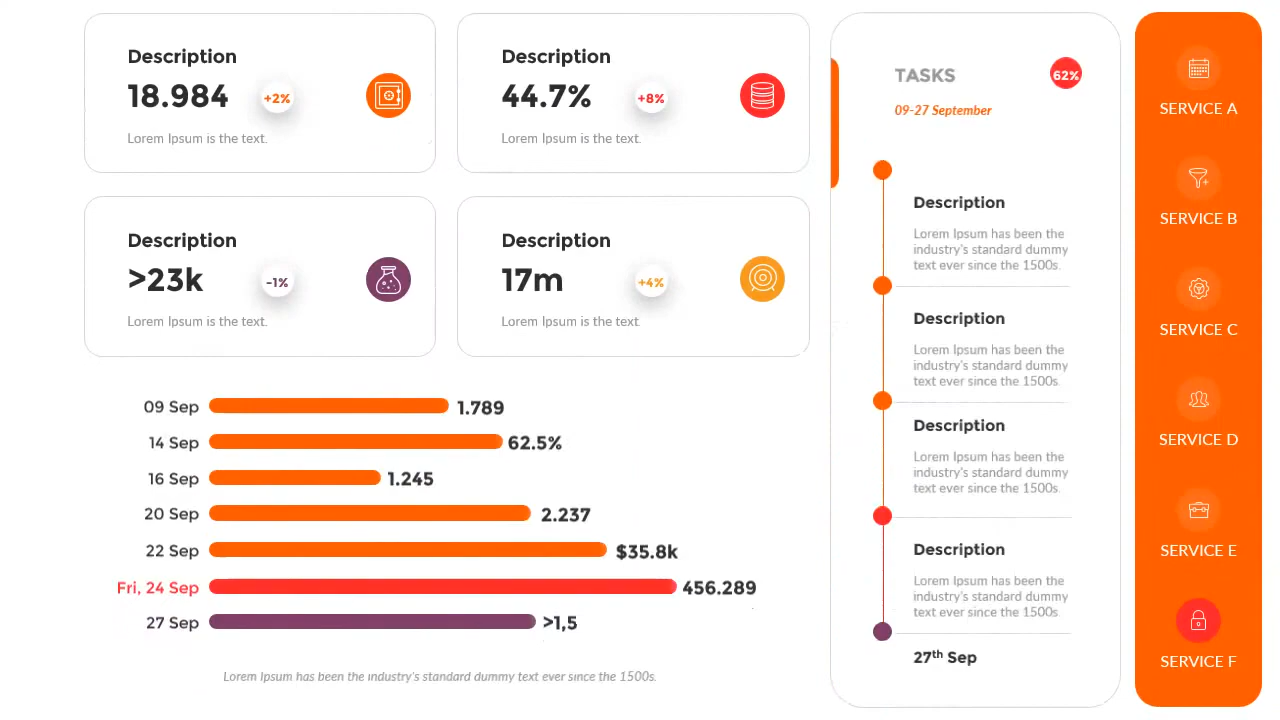 Description
18.984
+2%
Lorem Ipsum is the text.
Description
44.7%
+8%
Lorem Ipsum is the text.
Description
>23k
-1%
Lorem Ipsum is the text.
Description
17m
+4%
Lorem Ipsum is the text.
09 Sep 1.789
14 Sep 62.5%
16 Sep 1.245
20 Sep 2.237
22 Sep $35.8k
Fri, 24 Sep 456.289
27 Sep >1,5
Lorem Ipsum has been the industry's standard dummy text ever since the 1500s.
TASKS
62%
09-27 September
Description
Lorem Ipsum has been the
industry's standard dummy
text ever since the 1500s.
Description
Lorem Ipsum has been the
industry's standard dummy
text ever since the 1500s.
Description
Lorem Ipsum has been the
industry's standard dummy
text ever since the 1500s.
Description
Lorem Ipsum has been the
industry's standard dummy
text ever since the 1500s.
27th Sep
SERVICE A
SERVICE B
SERVICE C
SERVICE D
SERVICE E
SERVICE F